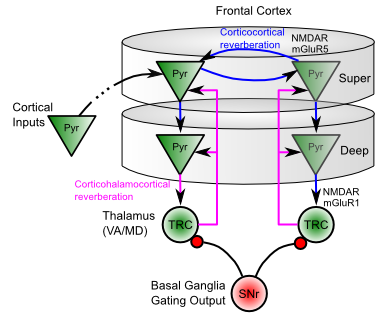 Frontal Cortex
Corticocortical
reverberation
NMDAR
mGluR5
Pyr
Pyr
Super
Cortical
Inputs
Pyr
Pyr
Pyr
Deep
Corticohalamocortical
reverberation
NMDAR
mGluR1
Thalamus
(VA/MD)
TRC
TRC
Basal Ganglia
Gating Output
SNr